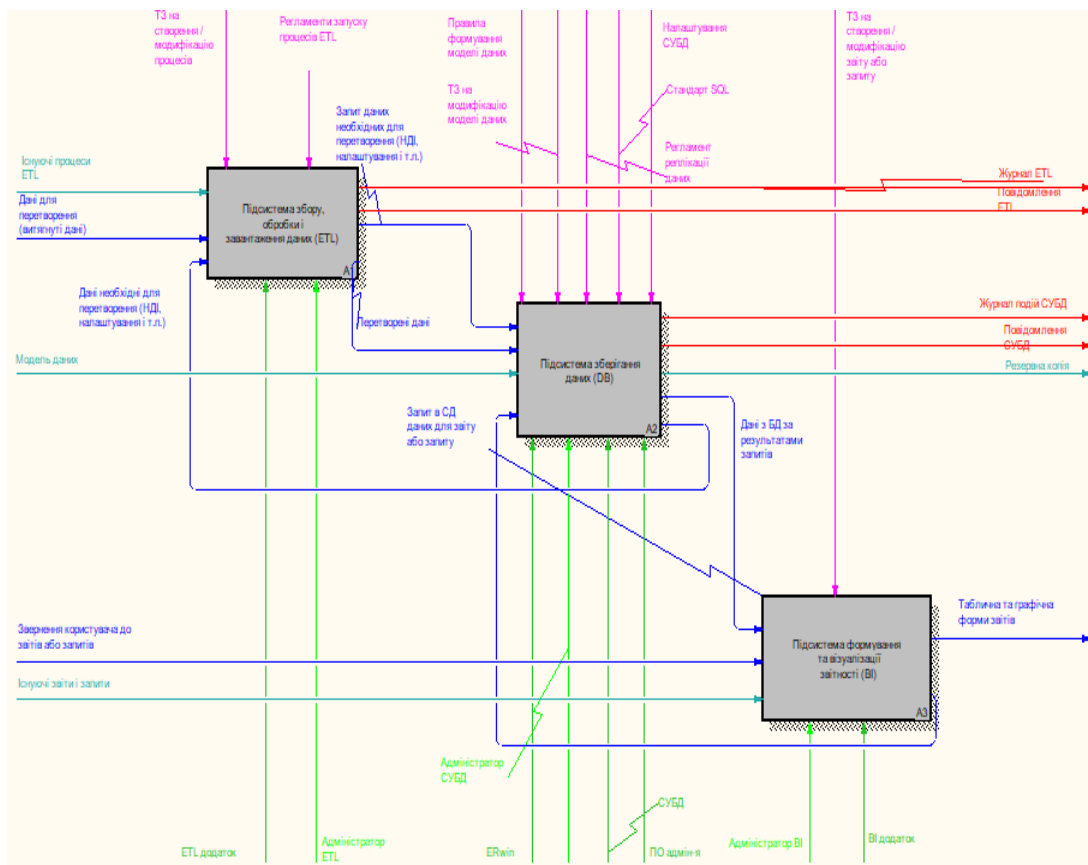 ТЗ на
створення /
модифікацію
процесів
Регламенти запуску
процесів ETL
Правила
формування
моделі даних
Налаштування
СУБД
ТЗ на
створення /
модифікацію
звіту або
запиту
ТЗ на
модифікацію
моделі даних
Стандарт SQL
Запит даних
необхідних для
перетворення (НДІ,
налаштування і т.п.)
Регламент
реплікації
даних
Існуючі процеси
ETL
Дані для
перетворення
(витягнуті дані)
Підсистема збору,
обробки і
завантаження даних (ETL)
A1
Журнал ETL
Повідомлення
ETL
Дані необхідні для
перетворення (НДІ,
налаштування і т.п.)
Перетворені дані
Журнал подій СУБД
Повідомлення
СУБД
Модель даних
Підсистема зберігання
даних (DB)
A2
Резервна копія
Запит в СД
даних для звіту
або запиту
Дані з БД за
результатами
запитів
Звернення користувача до
звітів або запитів
Існуючі звіти і запити
Підсистема формування
та візуалізації
звітності (BI)
A3
Таблична та графічна
форми звітів
Адміністратор
СУБД
СУБД
ETL додаток
Адміністратор
ETL
ERwin
ПО адмін-я
Адміністратор BI
BI додаток